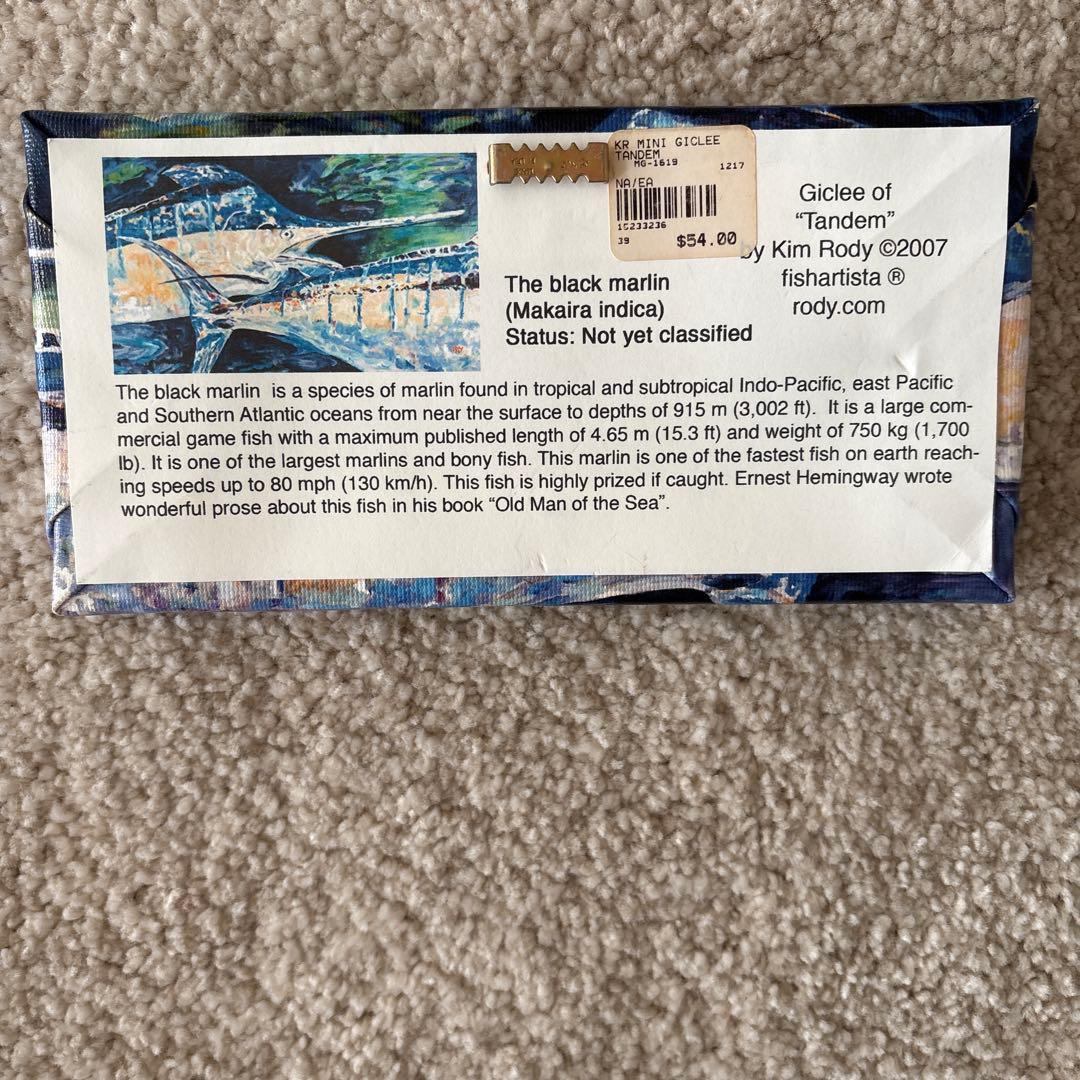 KR MINI GICLEE
TANDEM
MG-1619
1217
NA/EA
39
$54.00
Giclee of
“Tandem”
by Kim Rody ©2007
fishartista ®
rody.com
The black marlin
(Makaira indica)
Status: Not yet classified
The black marlin is a species of marlin found in tropical and subtropical Indo-Pacific, east Pacific
and Southern Atlantic oceans from near the surface to depths of 915 m (3,002 ft). It is a large com-
mercial game fish with a maximum published length of 4.65 m (15.3 ft) and weight of 750 kg (1,700
lb). It is one of the largest marlins and bony fish. This marlin is one of the fastest fish on earth reach-
ing speeds up to 80 mph (130 km/h). This fish is highly prized if caught. Ernest Hemingway wrote
wonderful prose about this fish in his book “Old Man of the Sea”.